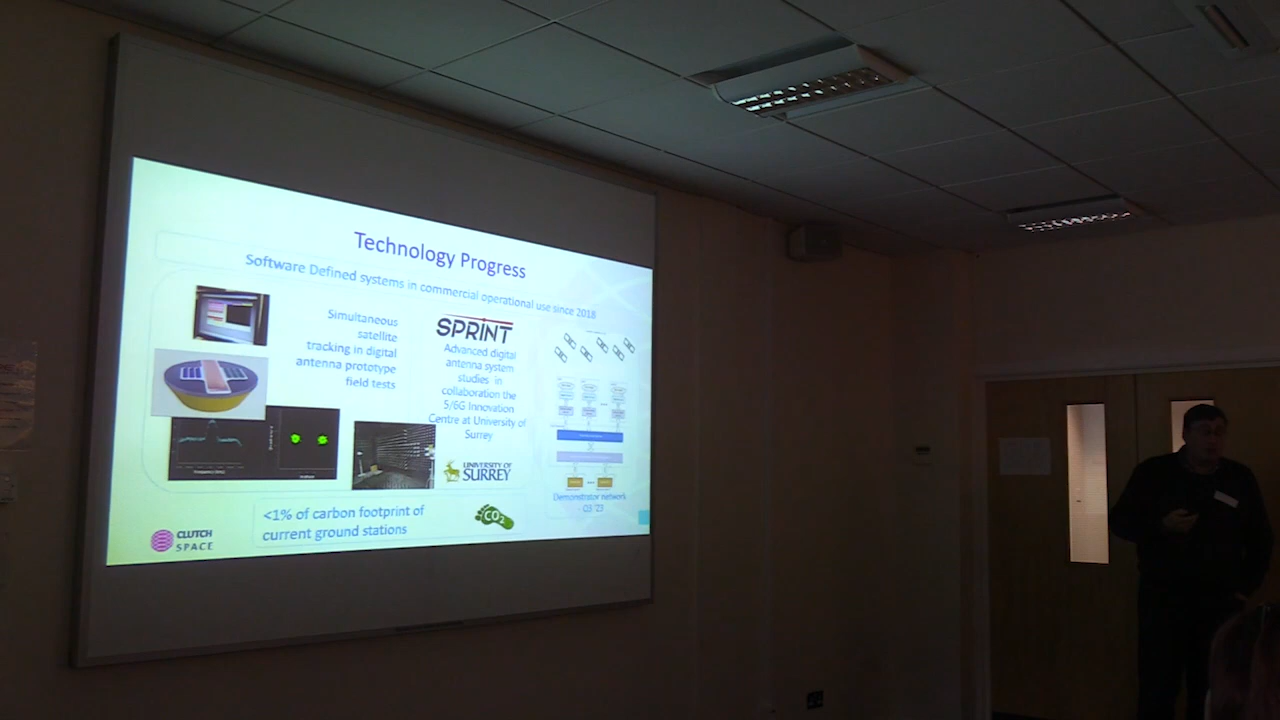 Technology Progress
Software Defined systems in commercial operational use since 2018
Simultaneous
satellite
tracking in digital
antenna prototype
field tests
SPRINT
Advanced digital
antenna system
studies in
collaboration the
5/6G Innovation
Centre at University of
Surrey
UNIVERSITY OF
SURREY
Demonstrator network
Q3 '23
<1% of carbon footprint of
current ground stations
CO2
CLUTCH
SPACE